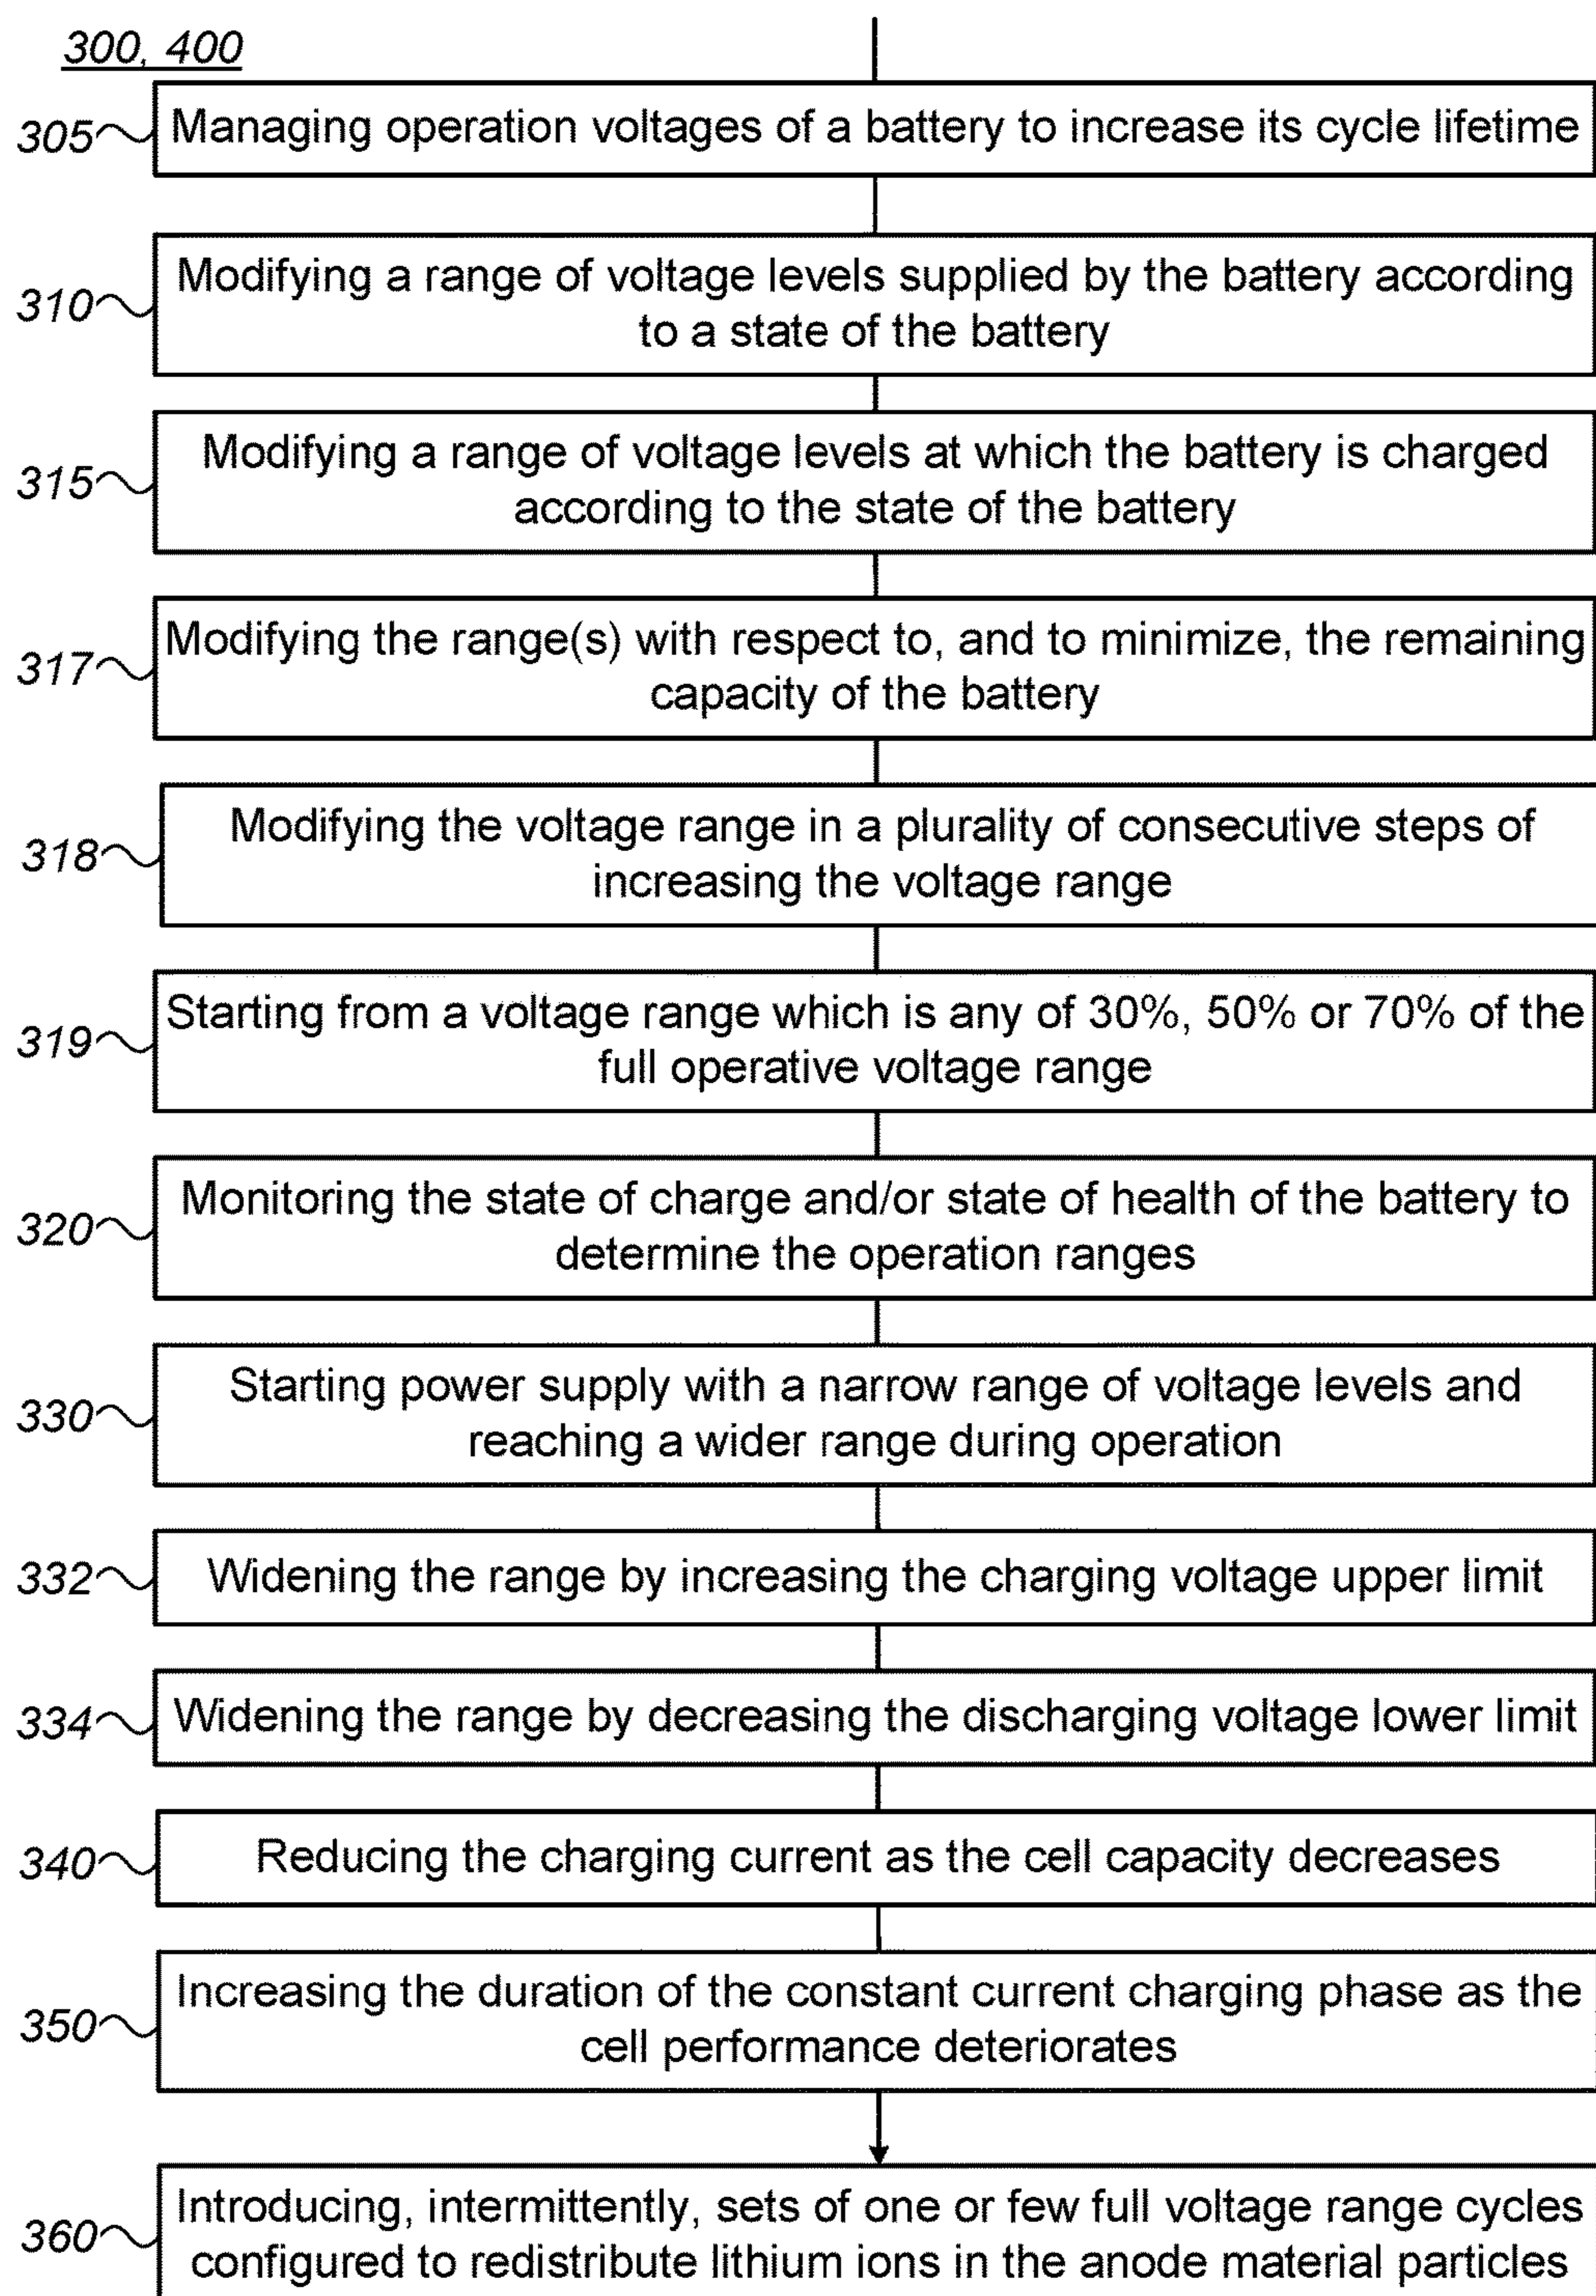 300, 400
305
Managing operation voltages of a battery to increase its cycle lifetime
310
Modifying a range of voltage levels supplied by the battery according
to a state of the battery
315
Modifying a range of voltage levels at which the battery is charged
according to the state of the battery
317
Modifying the range(s) with respect to, and to minimize, the remaining
capacity of the battery
318
Modifying the voltage range in a plurality of consecutive steps of
increasing the voltage range
319
Starting from a voltage range which is any of 30%, 50% or 70% of the
full operative voltage range
320
Monitoring the state of charge and/or state of health of the battery to
determine the operation ranges
330
Starting power supply with a narrow range of voltage levels and
reaching a wider range during operation
332
Widening the range by increasing the charging voltage upper limit
334
Widening the range by decreasing the discharging voltage lower limit
340
Reducing the charging current as the cell capacity decreases
350
Increasing the duration of the constant current charging phase as the
cell performance deteriorates
360
Introducing, intermittently, sets of one or few full voltage range cycles
configured to redistribute lithium ions in the anode material particles